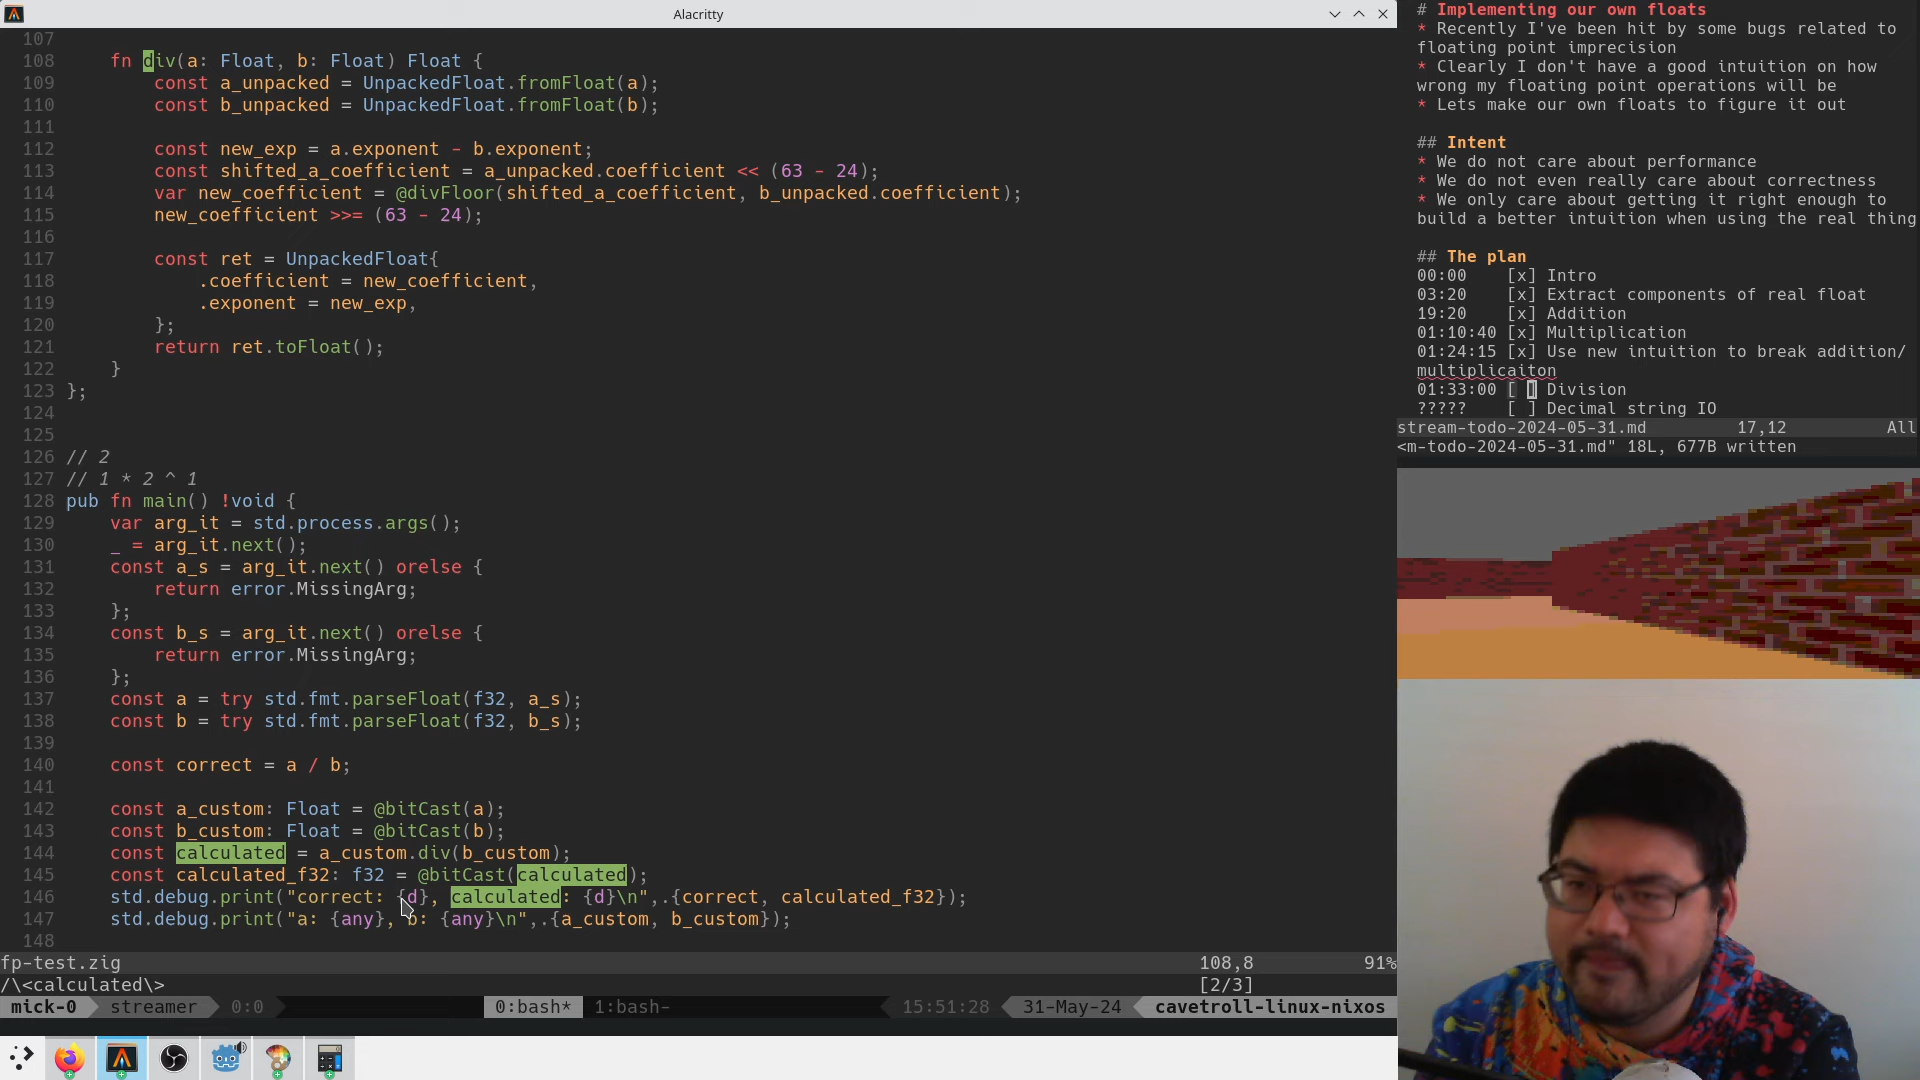 Alacritty
107
108 fn div(a: Float, b: Float) Float {
109 const a_unpacked = UnpackedFloat.fromFloat(a);
110 const b_unpacked = UnpackedFloat.fromFloat(b);
111
112 const new_exp = a.exponent - b.exponent;
113 const shifted_a_coefficient = a_unpacked.coefficient << (63 - 24);
114 var new_coefficient = @divFloor(shifted_a_coefficient, b_unpacked.coefficient);
115 new_coefficient >>= (63 - 24);
116
117 const ret = UnpackedFloat{
118 .coefficient = new_coefficient,
119 .exponent = new_exp,
120 };
121 return ret.toFloat();
122 }
123 };
124
125
126 // 2
127 // 1 * 2 ^ 1
128 pub fn main() !void {
129 var arg_it = std.process.args();
130 _ = arg_it.next();
131 const a_s = arg_it.next() orelse {
132 return error.MissingArg;
133 };
134 const b_s = arg_it.next() orelse {
135 return error.MissingArg;
136 };
137 const a = try std.fmt.parseFloat(f32, a_s);
138 const b = try std.fmt.parseFloat(f32, b_s);
139
140 const correct = a / b;
141
142 const a_custom: Float = @bitCast(a);
143 const b_custom: Float = @bitCast(b);
144 const calculated = a_custom.div(b_custom);
145 const calculated_f32: f32 = @bitCast(calculated);
146 std.debug.print("correct: {d}, calculated: {d}\n",.{correct, calculated_f32});
147 std.debug.print("a: {any}, b: {any}\n",.{a_custom, b_custom});
148
fp-test.zig 108,8 91%
/\<calculated\> [2/3]
mick-0 streamer 0:0 0:bash* 1:bash- 15:51:28 31-May-24 cavetroll-linux-nixos
# Implementing our own floats
* Recently I've been hit by some bugs related to
floating point imprecision
* Clearly I don't have a good intuition on how
wrong my floating point operations will be
* Lets make our own floats to figure it out
## Intent
* We do not care about performance
* We do not even really care about correctness
* We only care about getting it right enough to
build a better intuition when using the real thing
## The plan
00:00 [x] Intro
03:20 [x] Extract components of real float
19:20 [x] Addition
01:10:40 [x] Multiplication
01:24:15 [x] Use new intuition to break addition/
multiplicaiton
01:33:00 [ ] Division
????? [ ] Decimal string IO
stream-todo-2024-05-31.md 17,12 All
<m-todo-2024-05-31.md" 18L, 677B written